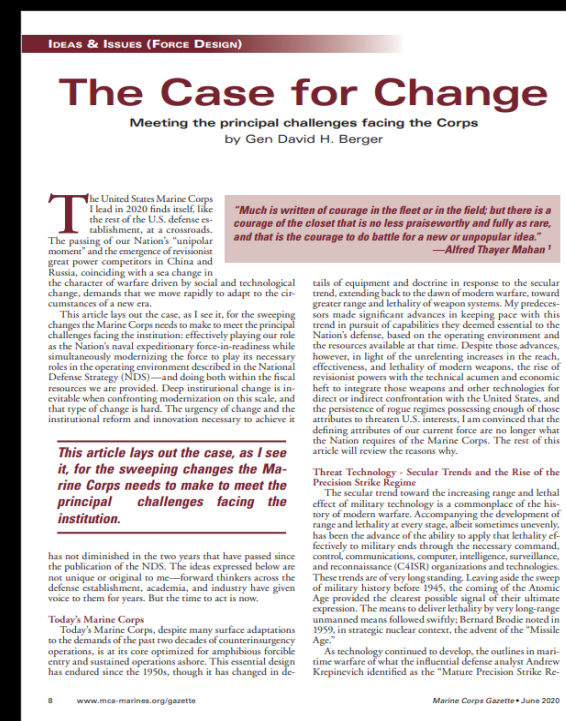 IDEAS & ISSUES (FORCE DESIGN)
The Case for Change
Meeting the principal challenges facing the Corps
by Gen David H. Berger
The United States Marine Corps
I lead in 2020 finds itself, like
the rest of the U.S. defense es-
tablishment, at a crossroads.
The passing of our Nation's "unipolar
moment" and the emergence of revisionist
great power competitors in China and
Russia, coinciding with a sea change in
the character of warfare driven by social and technological
change, demands that we move rapidly to adapt to the cir-
cumstances of a new era.
This article lays out the case, as I see it, for the sweeping
changes the Marine Corps needs to make to meet the principal
challenges facing the institution: effectively playing our role
as the Nation's naval expeditionary force-in-readiness while
simultaneously modernizing the force to play its necessary
roles in the operating environment described in the National
Defense Strategy (NDS)—and doing both within the fiscal
resources we are provided. Deep institutional change is in-
evitable when confronting modernization on this scale, and
that type of change is hard. The urgency of change and the
institutional reform and innovation necessary to achieve it
This article lays out the case, as I see
it, for the sweeping changes the Ma-
rine Corps needs to make to meet the
principal challenges facing the
institution.
has not diminished in the two years that have passed since
the publication of the NDS. The ideas expressed below are
not unique or original to me—forward thinkers across the
defense establishment, academia, and industry have given
voice to them for years. But the time to act is now.
Today's Marine Corps
Today's Marine Corps, despite many surface adaptations
to the demands of the past two decades of counterinsurgency
operations, is at its core optimized for amphibious forcible
entry and sustained operations ashore. This essential design
has endured since the 1950s, though it has changed in de-
"Much is written of courage in the fleet or in the field; but there is a
courage of the closet that is no less praiseworthy and fully as rare,
and that is the courage to do battle for a new or unpopular idea."
—Alfred Thayer Mahan 1
tails of equipment and doctrine in response to the secular
trend, extending back to the dawn of modern warfare, toward
greater range and lethality of weapon systems. My predeces-
sors made significant advances in keeping pace with this
trend in pursuit of capabilities they deemed essential to the
Nation's defense, based on the operating environment and
the resources available at that time. Despite those advances,
however, in light of the unrelenting increases in the reach,
effectiveness, and lethality of modern weapons, the rise of
revisionist powers with the technical acumen and economic
heft to integrate those weapons and other technologies for
direct or indirect confrontation with the United States, and
the persistence of rogue regimes possessing enough of those
attributes to threaten U.S. interests, I am convinced that the
defining attributes of our current force are no longer what
the Nation requires of the Marine Corps. The rest of this
article will review the reasons why.
Threat Technology - Secular Trends and the Rise of the
Precision Strike Regime
The secular trend toward the increasing range and lethal
effect of military technology is a commonplace of the his-
tory of modern warfare. Accompanying the development of
range and lethality at every stage, albeit sometimes unevenly,
has been the advance of the ability to apply that lethality ef-
fectively to military ends through the necessary command,
control, communications, computer, intelligence, surveillance,
and reconnaissance (C4ISR) organizations and technologies.
These trends are of very long standing. Leaving aside the sweep
of military history before 1945, the coming of the Atomic
Age provided the clearest possible signal of their ultimate
expression. The means to deliver lethality by very long-range
unmanned means followed swiftly; Bernard Brodie noted in
1959, in strategic nuclear context, the advent of the "Missile
Age."
As technology continued to develop, the outlines in mari-
time warfare of what the influential defense analyst Andrew
Krepinevich identified as the "Mature Precision Strike Re-
8 www.mca-marines.org/gazette
Marine Corps Gazette • June 2020